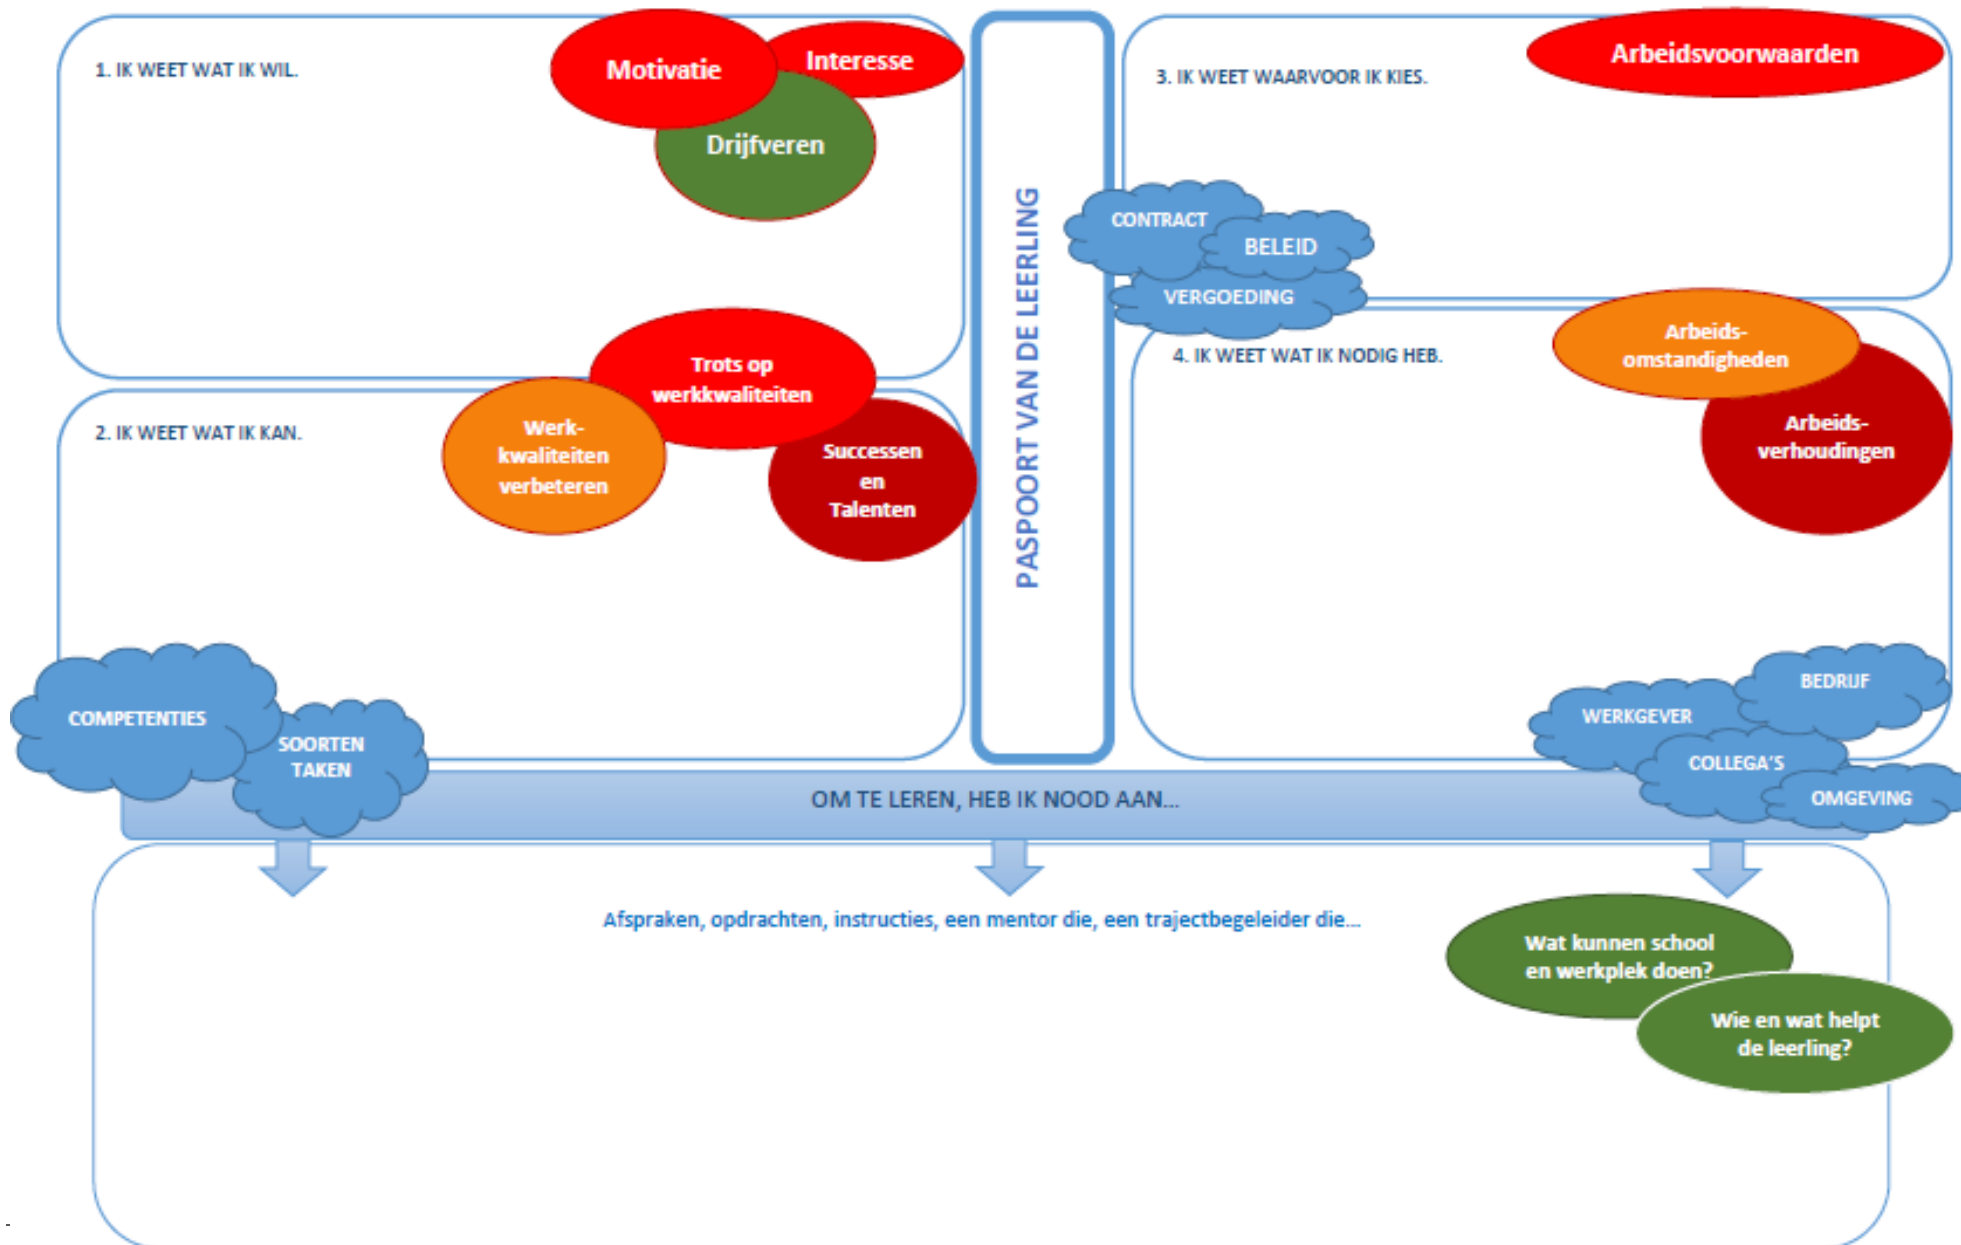 1. IK WEET WAT IK WIL.
Motivatie
Interesse
Drijfveren
2. IK WEET WAT IK KAN.
Trots op
werkkwaliteiten
Werk-
kwaliteiten
verbeteren
Successen
en
Talenten
COMPETENTIES
SOORTEN
TAKEN
PASPOORT VAN DE LEERLING
3. IK WEET WAARVOOR IK KIES.
Arbeidsvoorwaarden
CONTRACT
BELEID
VERGOEDING
4. IK WEET WAT IK NODIG HEB.
Arbeids-
omstandigheden
Arbeids-
verhoudingen
BEDRIJF
WERKGEVER
COLLEGA'S
OMGEVING
OM TE LEREN, HEB IK NOOD AAN...
Afspraken, opdrachten, instructies, een mentor die, een trajectbegeleider die...
Wat kunnen school
en werkplek doen?
Wie en wat helpt
de leerling?